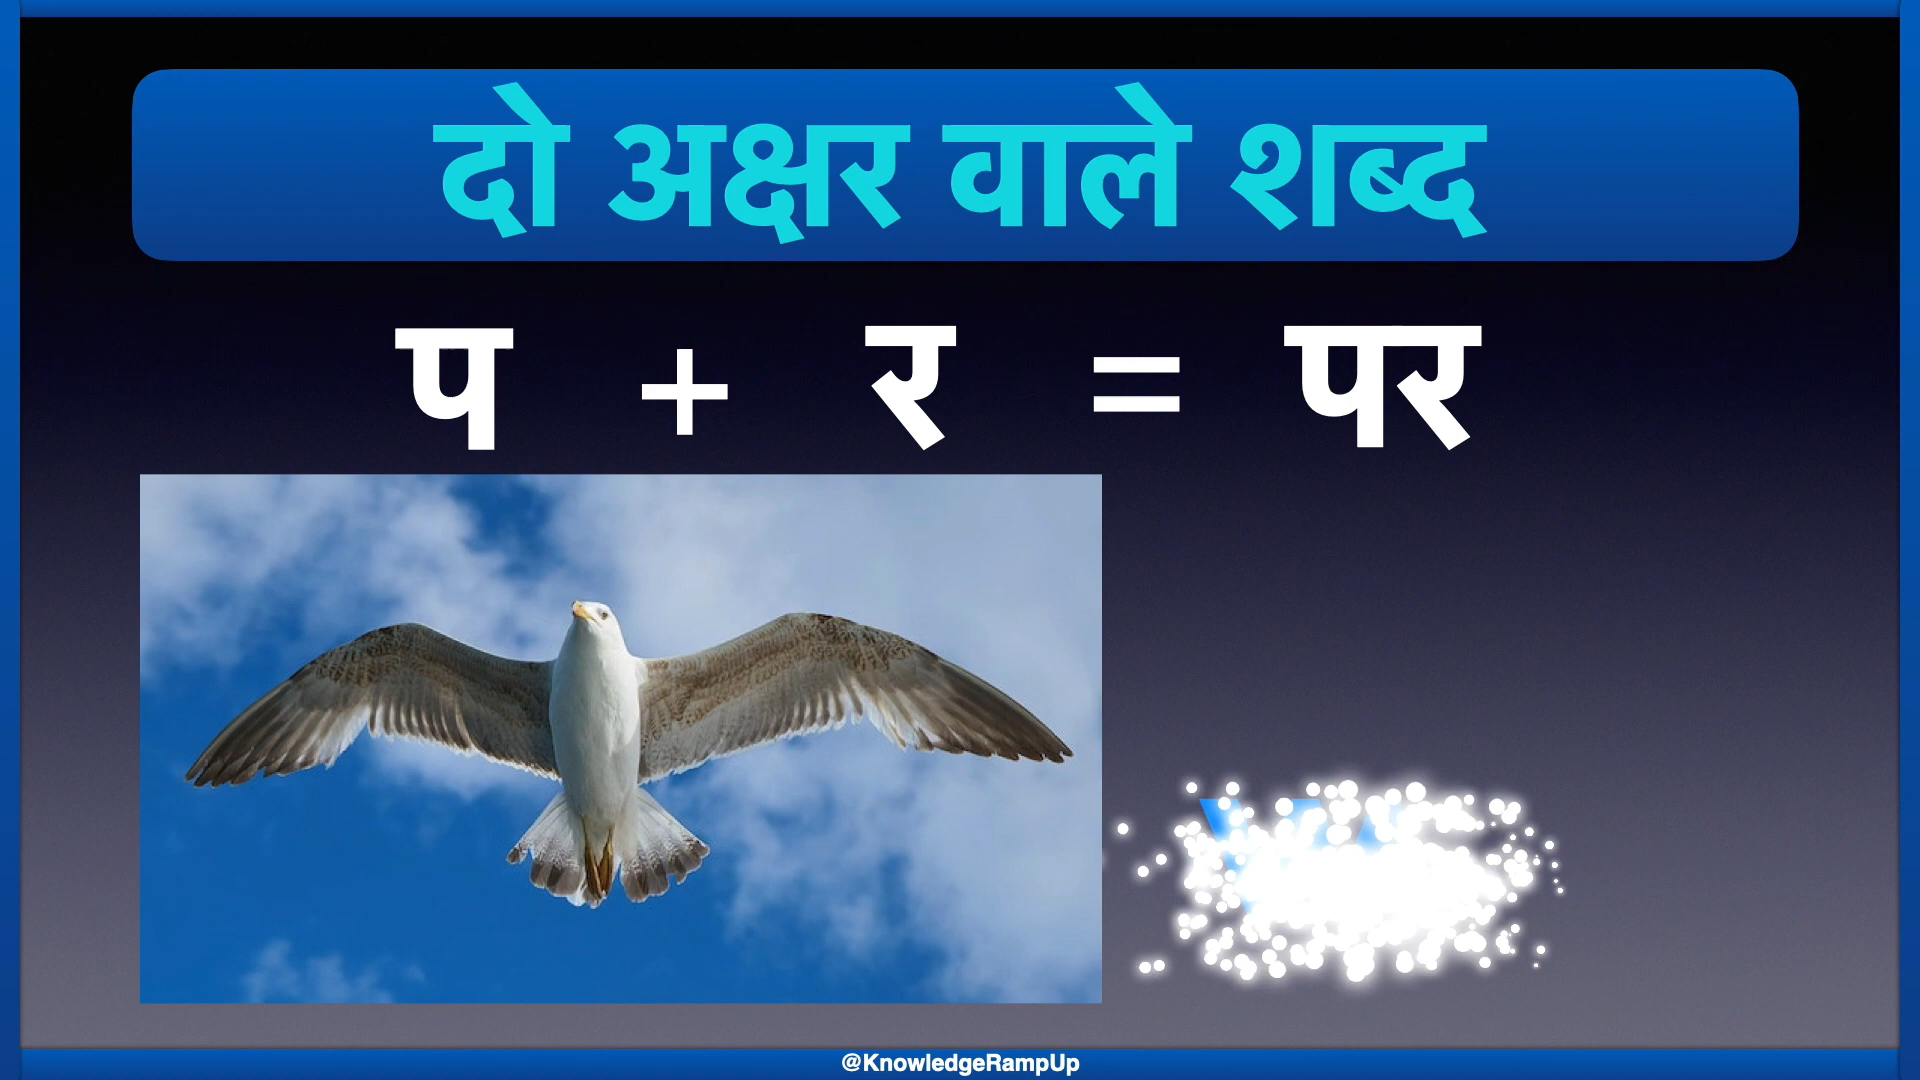 दो अक्षर वाले शब्द
प + र = पर
@KnowledgeRampUp